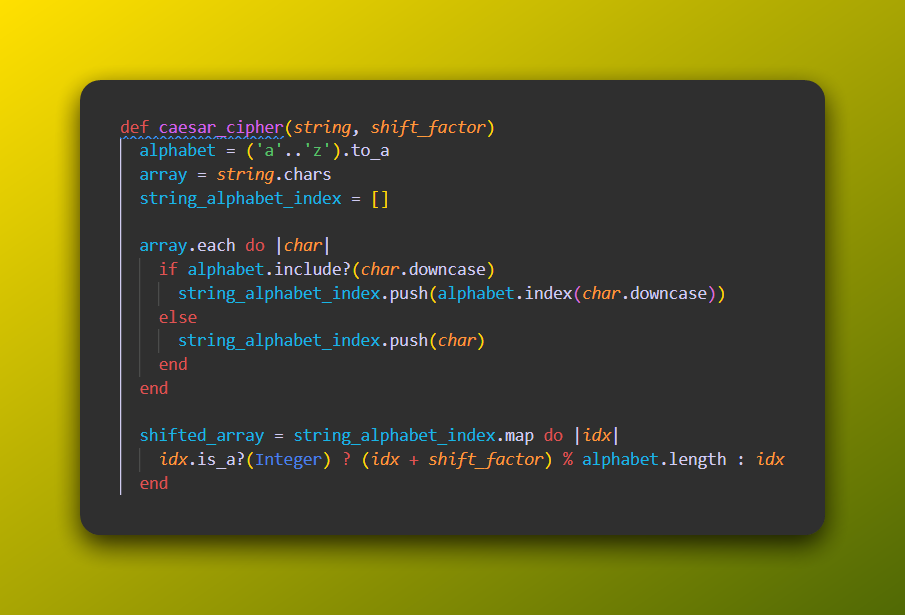 def caesar_cipher(string, shift_factor)
  alphabet = ('a'..'z').to_a
  array = string.chars
  string_alphabet_index = []

  array.each do |char|
    if alphabet.include?(char.downcase)
      string_alphabet_index.push(alphabet.index(char.downcase))
    else
      string_alphabet_index.push(char)
    end
  end

  shifted_array = string_alphabet_index.map do |idx|
    idx.is_a?(Integer) ? (idx + shift_factor) % alphabet.length : idx
  end